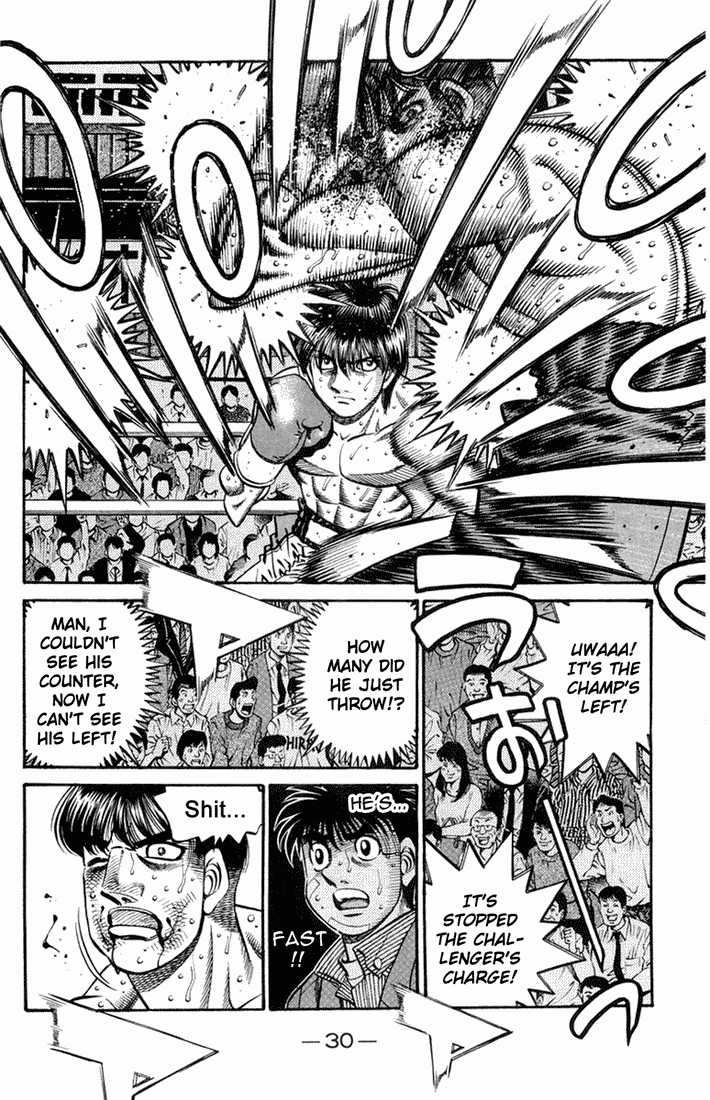 UWAAA!
IT'S THE
CHAMP'S
LEFT!
IT'S
STOPPED
THE CHAL-
LENGER'S
CHARGE!
HOW
MANY DID
HE JUST
THROW!?
MAN, I
COULDN'T
SEE HIS
COUNTER,
NOW I
CAN'T SEE
HIS LEFT!
HE'S...
FAST
!!
Shit...
—30—